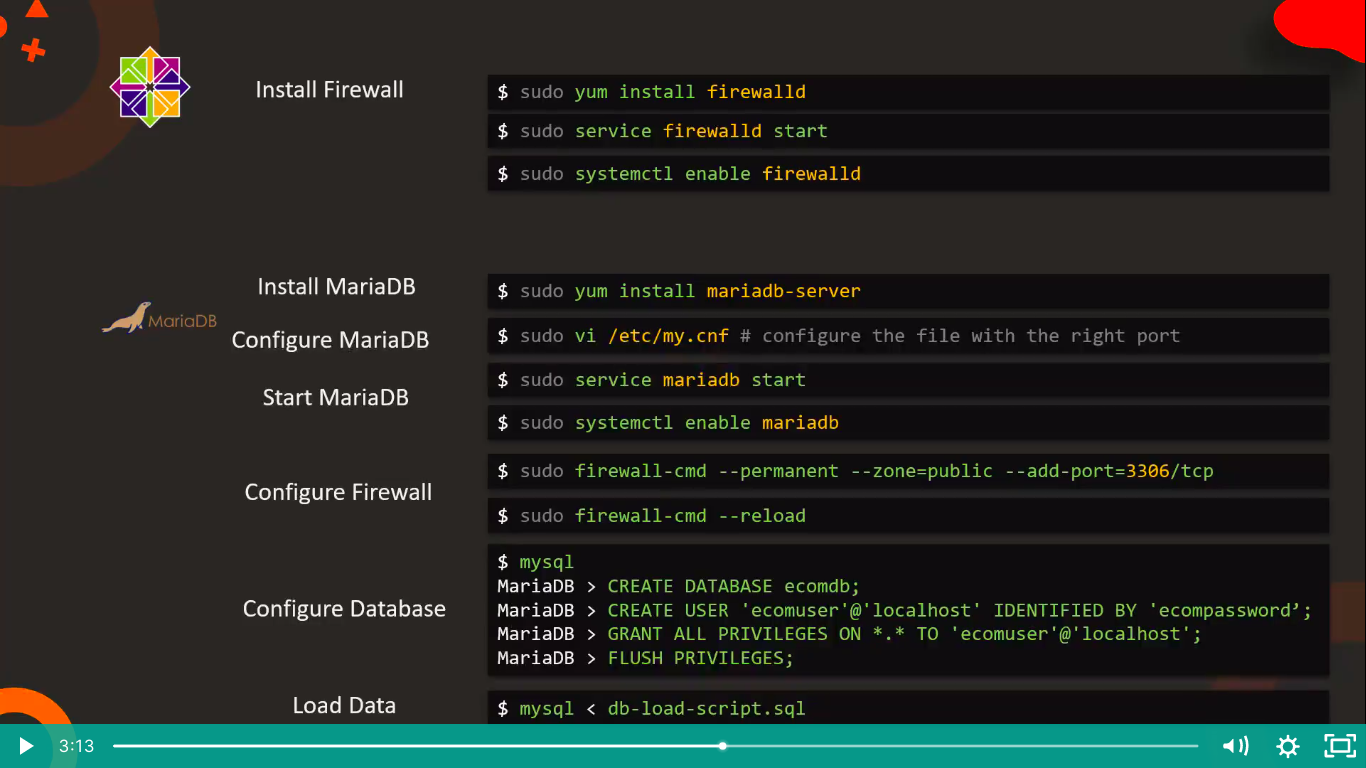 Install Firewall
$ sudo yum install firewalld
$ sudo service firewalld start
$ sudo systemctl enable firewalld
MariaDB
Install MariaDB
$ sudo yum install mariadb-server
Configure MariaDB
$ sudo vi /etc/my.cnf # configure the file with the right port
Start MariaDB
$ sudo service mariadb start
$ sudo systemctl enable mariadb
Configure Firewall
$ sudo firewall-cmd --permanent --zone=public --add-port=3306/tcp
$ sudo firewall-cmd --reload
Configure Database
$ mysql
MariaDB > CREATE DATABASE ecomdb;
MariaDB > CREATE USER 'ecomuser'@'localhost' IDENTIFIED BY 'ecompassword’;
MariaDB > GRANT ALL PRIVILEGES ON *.* TO 'ecomuser'@'localhost';
MariaDB > FLUSH PRIVILEGES;
Load Data
$ mysql < db-load-script.sql
3:13